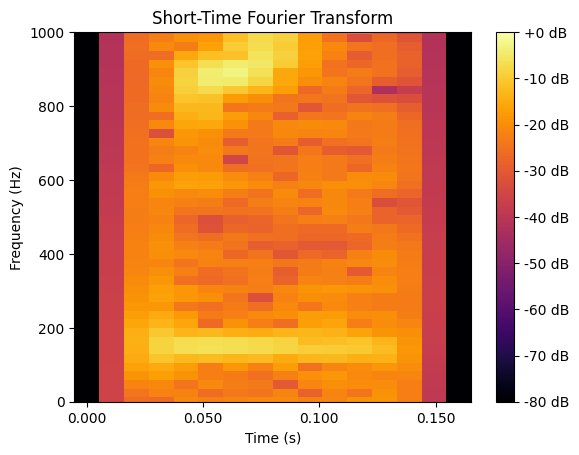 Short-Time Fourier Transform
Frequency (Hz)
1000
800
600
400
200
0
0.000
0.050
0.100
0.150
Time (s)
+0 dB
-10 dB
-20 dB
-30 dB
-40 dB
-50 dB
-60 dB
-70 dB
-80 dB